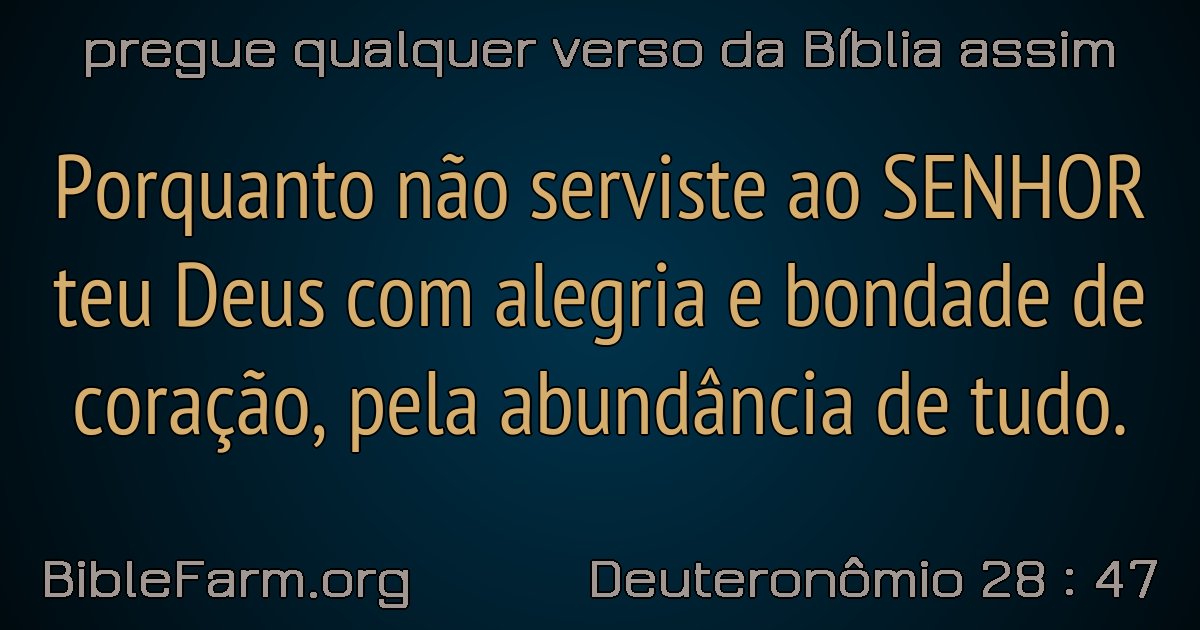 pregue qualquer verso da Bíblia assim
Porquanto não serviste ao SENHOR
teu Deus com alegria e bondade de
coração, pela abundância de tudo.
BibleFarm.org
Deuteronômio 28 : 47